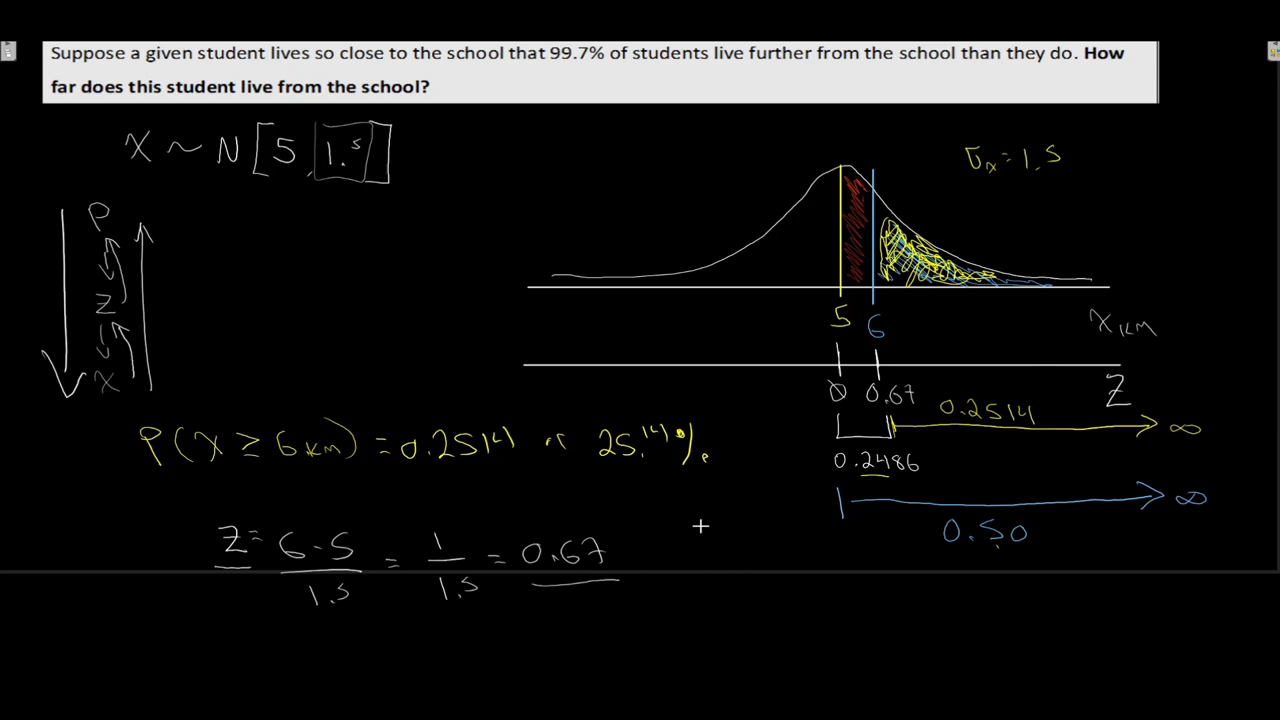 Suppose a given student lives so close to the school that 99.7% of students live further from the school than they do. How
far does this student live from the school?
X ~ N[5, 1.5]
σx = 1.5
P
Z
X
5 6
X KM
0 0.67
Z
0.2514 ∞
P(X ≥ 6km) = 0.2514 or 25.14%.
0.2486
∞
0.50
Z = 6-5 / 1.5 = 1 / 1.5 = 0.67